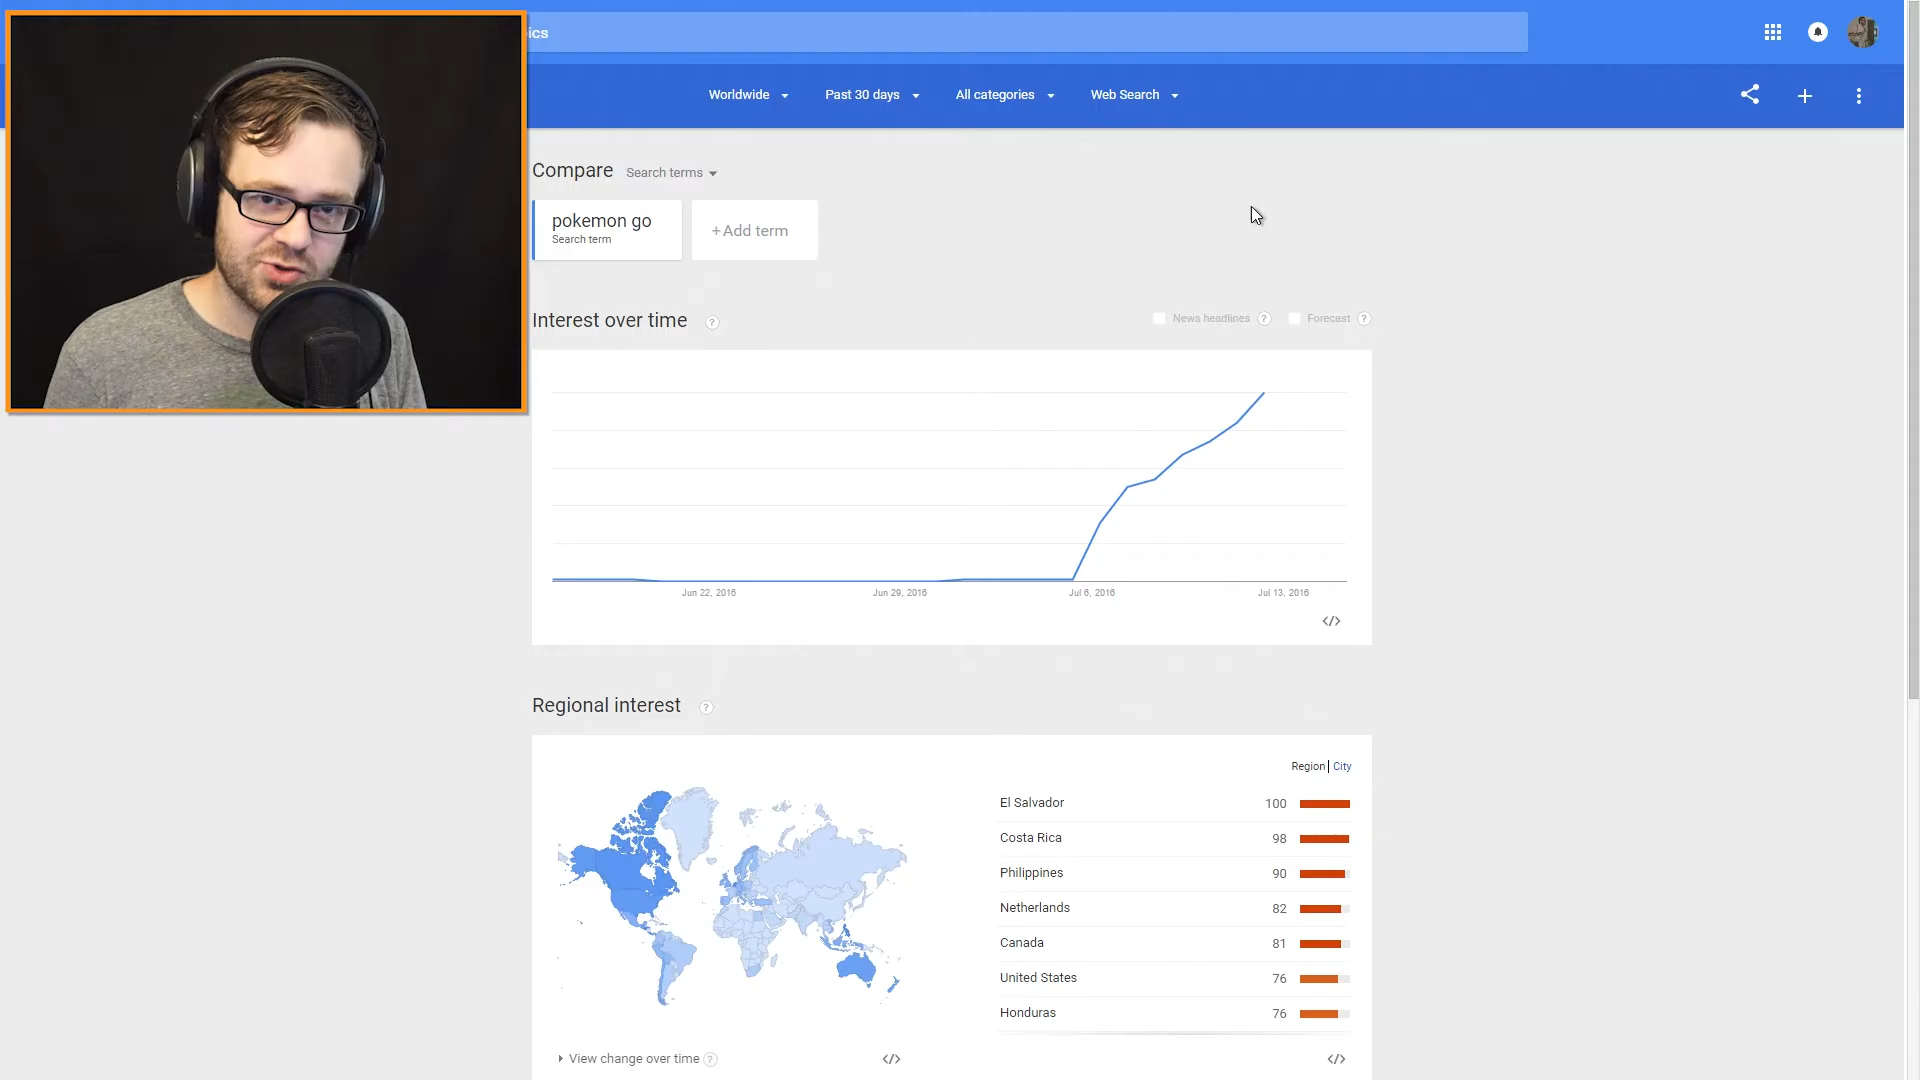 ics
Worldwide Past 30 days All categories Web Search
Compare Search terms
pokemon go
Search term
+ Add term
Interest over time ?
News headlines ? Forecast ?
Jun 22, 2016 Jun 29, 2016 Jul 6, 2016 Jul 13, 2016
</>
Regional interest ?
Region | City
El Salvador 100
Costa Rica 98
Philippines 90
Netherlands 82
Canada 81
United States 76
Honduras 76
View change over time ? </> </>